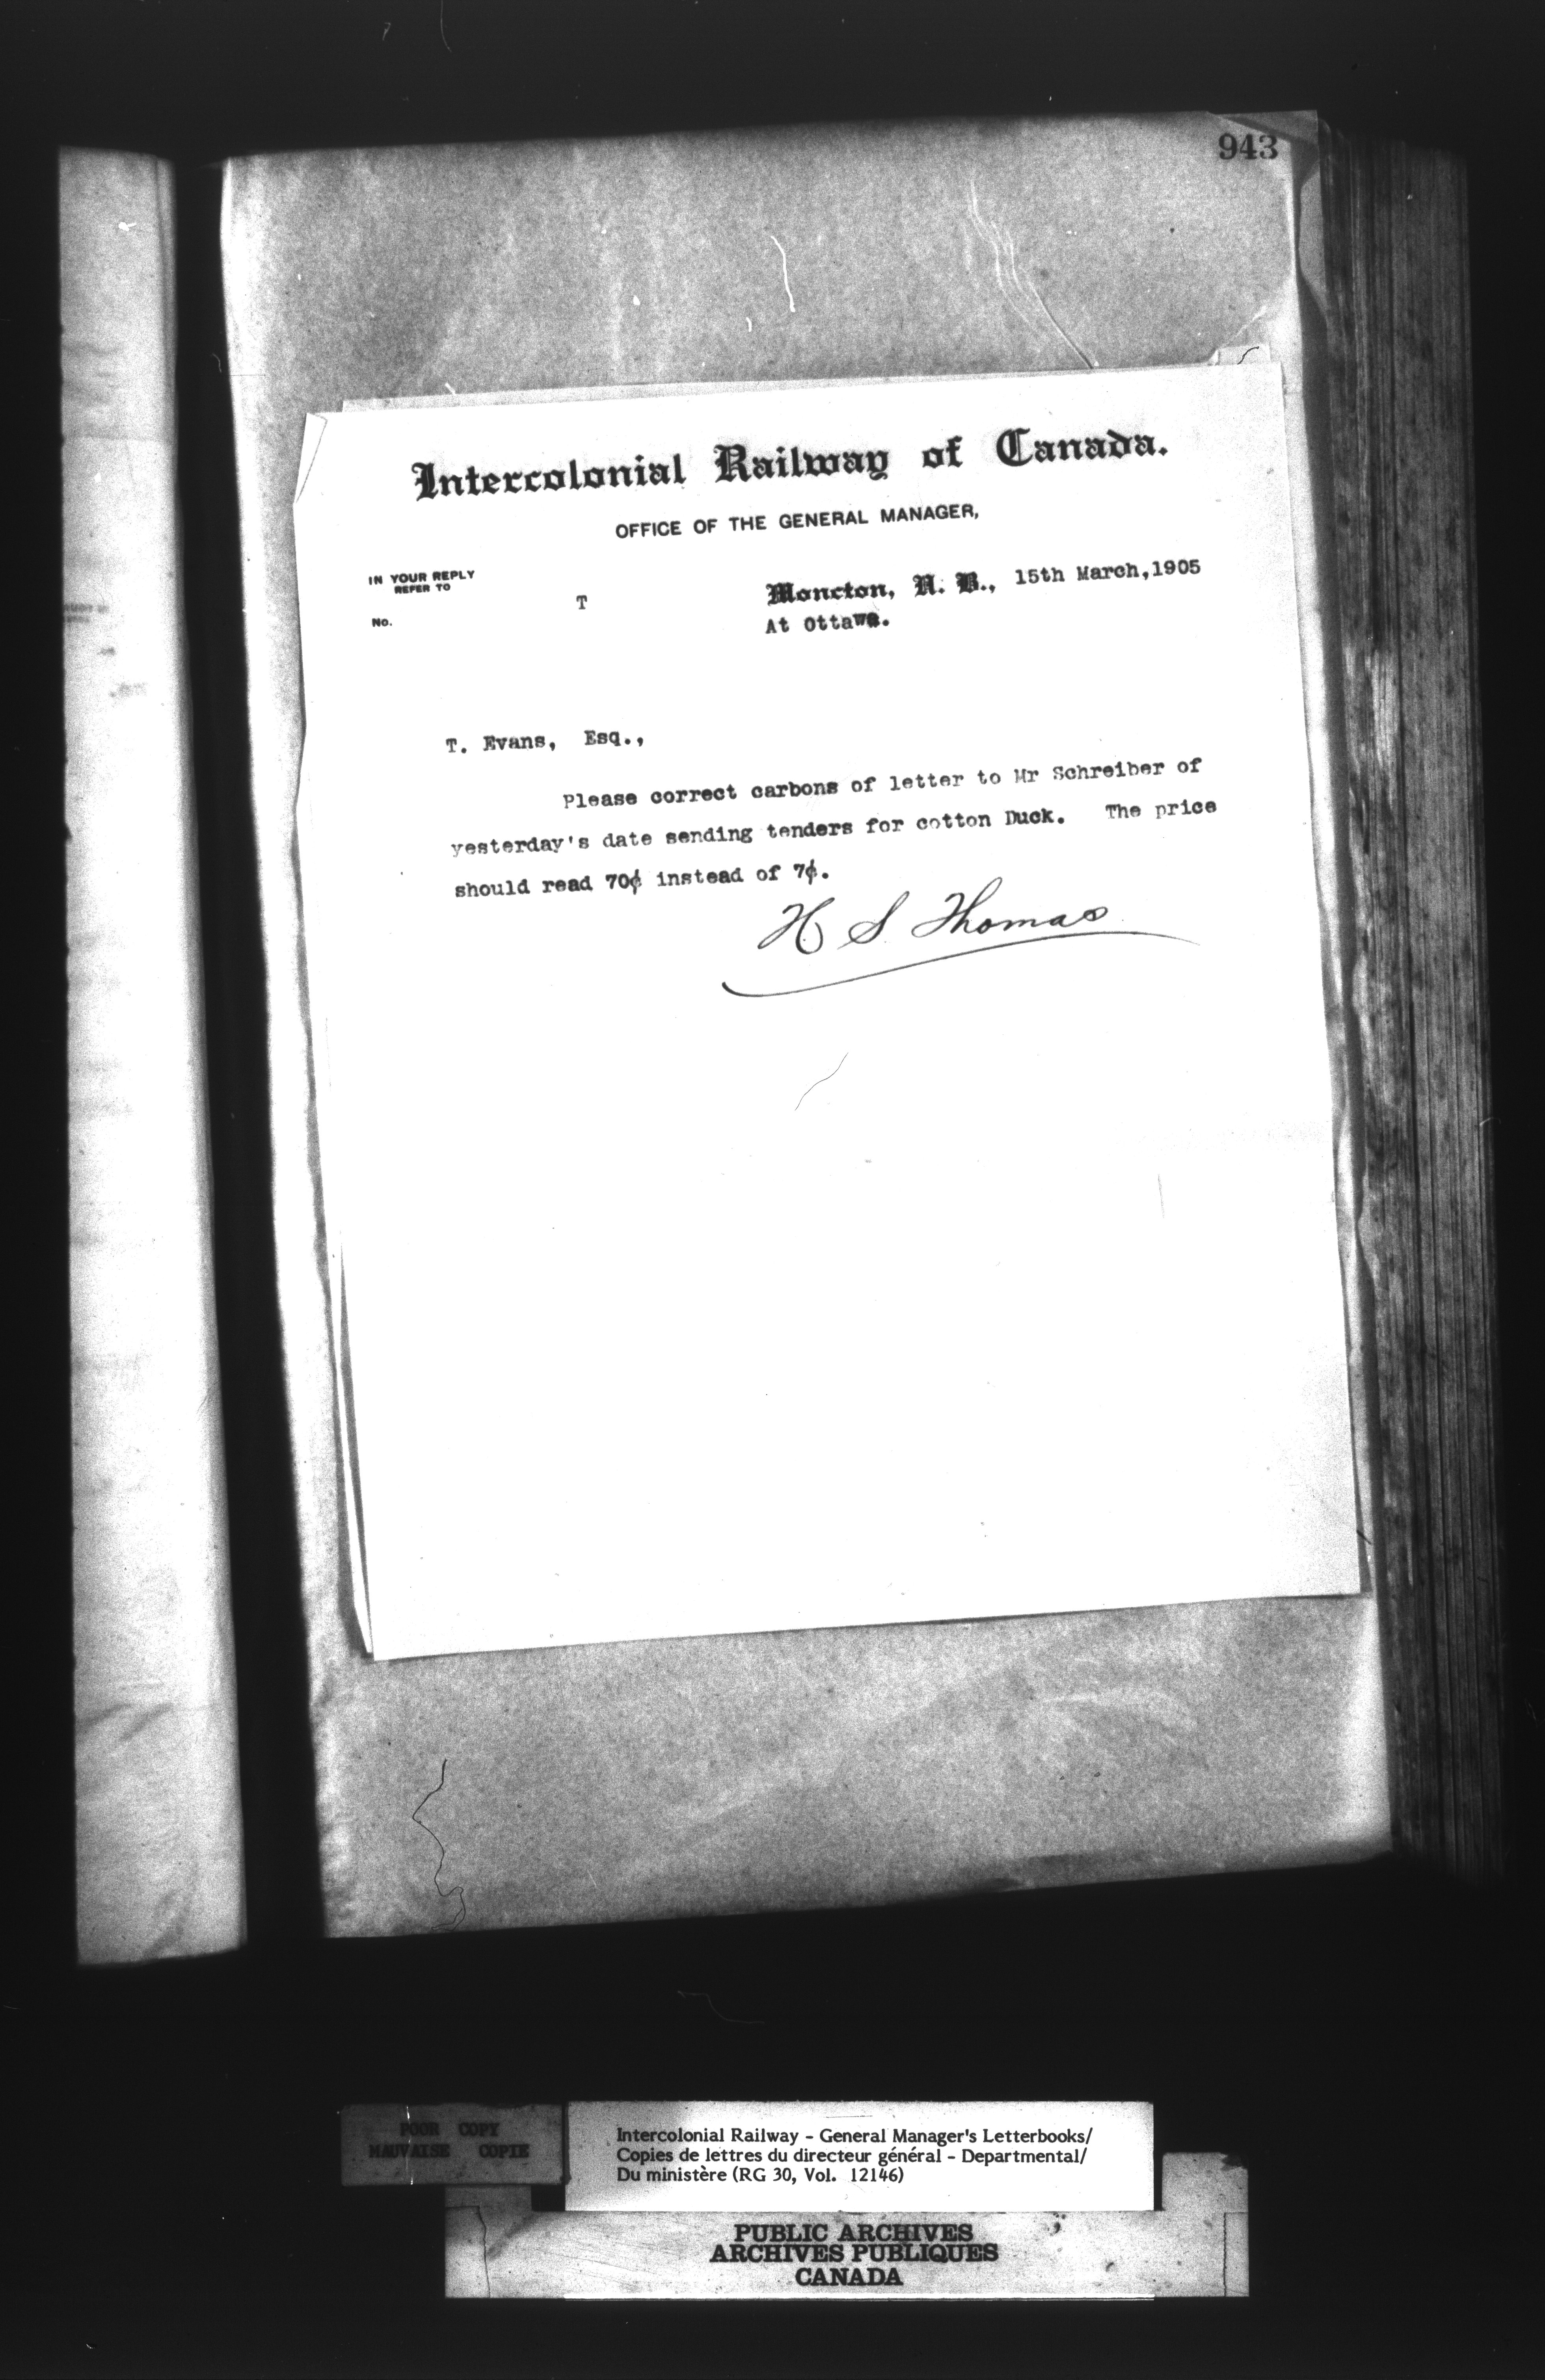 943
Intercolonial Railway of Canada.
OFFICE OF THE GENERAL MANAGER,
IN YOUR REPLY
REFER TO
No.
T
Moncton, N. B., 15th March,1905
At Ottawa.
T. Evans, Esq.,
Please correct carbons of letter to Mr Schreiber of
yesterday's date sending tenders for cotton Duck. The price
should read 70¢ instead of 7¢.
H S Thomas
POOR COPY
MAUVAISE COPIE
Intercolonial Railway - General Manager's Letterbooks/
Copies de lettres du directeur général - Departmental/
Du ministère (RG 30, Vol. 12146)
PUBLIC ARCHIVES
ARCHIVES PUBLIQUES
CANADA